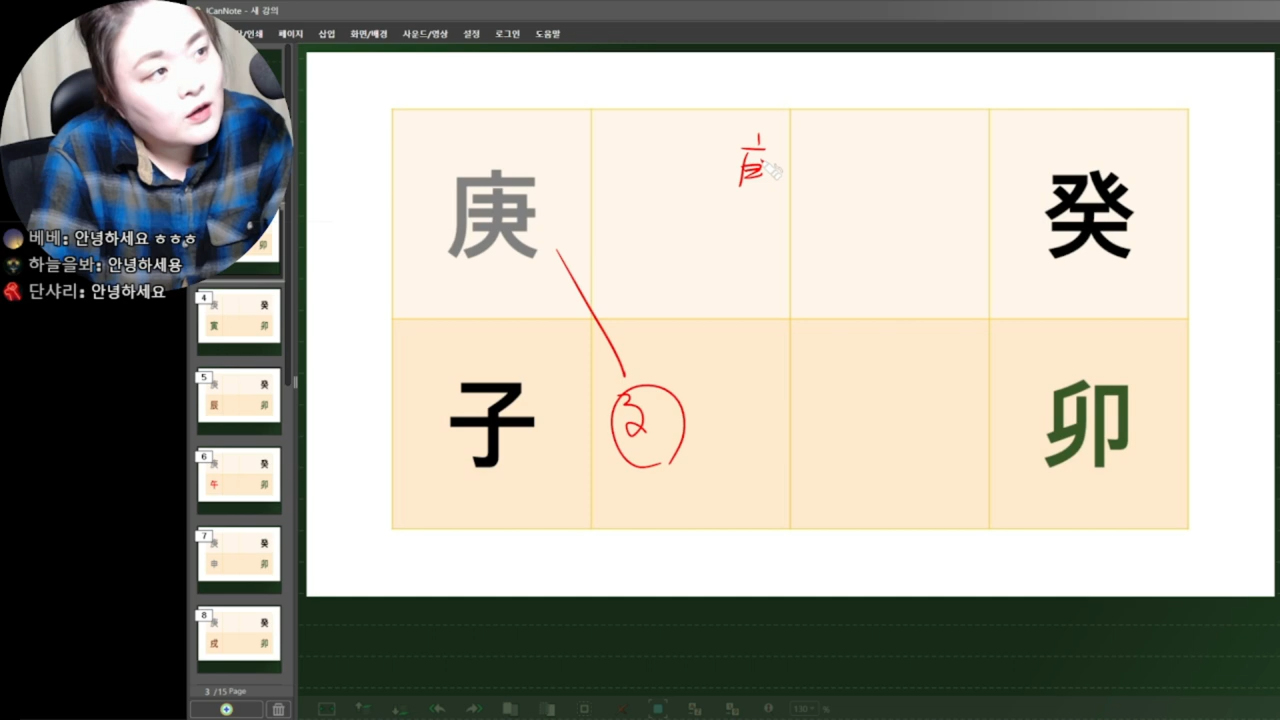 iCanNote - 새 강의
/인쇄 페이지 삽입 화면/배경 사운드/영상 설정 로그인 도움말
庚 癸
子 卯
베베: 안녕하세요 ㅎㅎㅎ
하늘을봐: 안녕하세용
단샤리: 안녕하세요
卯
4
庚 癸
寅 卯
5
庚 癸
辰 卯
6
庚 癸
午 卯
7
庚 癸
申 卯
8
庚 癸
戌 卯
3 /15 Page
130 %